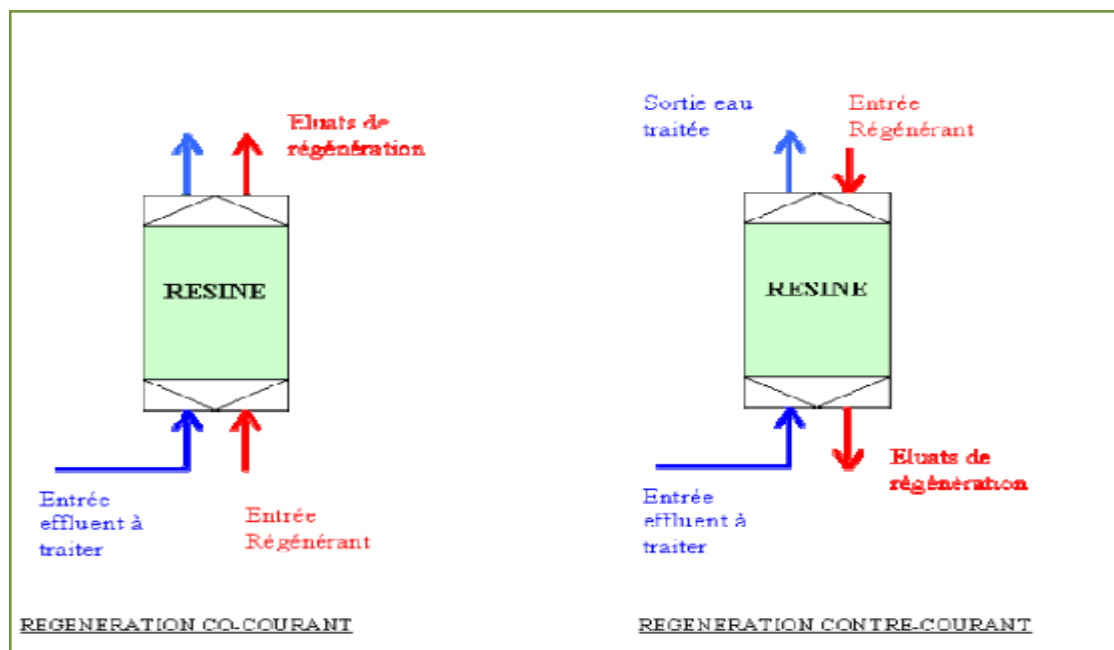 Eluats de
régénération
RESINE
Entrée
effluent à
traiter
Entrée
Régénérant
REGENERATION CO-COURANT
Sortie eau
traitée
Entrée
Régénérant
RESINE
Eluats de
régénération
Entrée
effluent à
traiter
REGENERATION CONTRE-COURANT